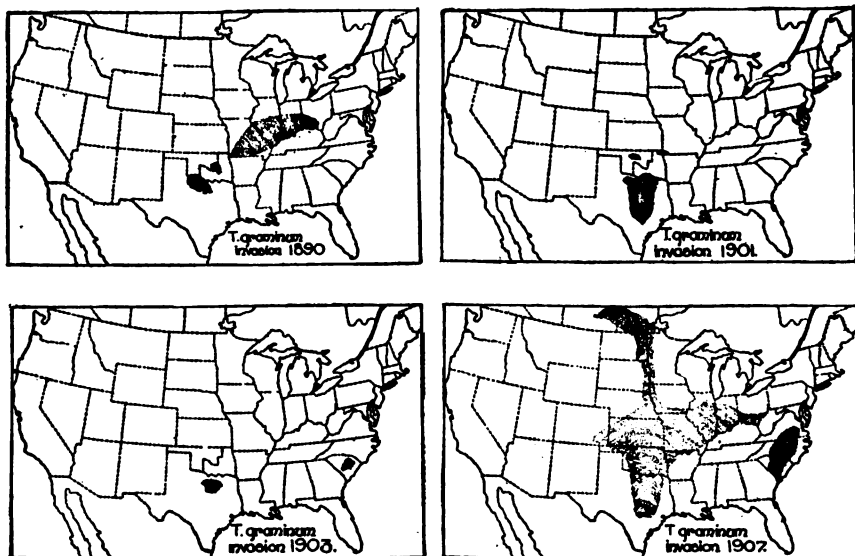 T. graminum
invasion 1890
T. graminum
invasion 1901.
T. graminum
invasion 1903.
T graminum
invasion 1907.